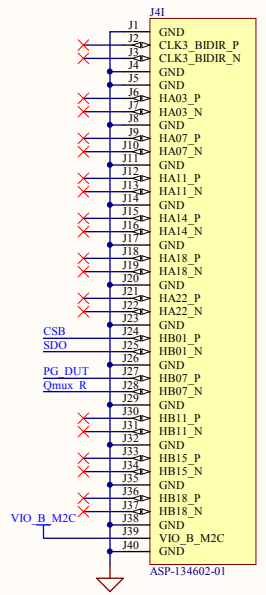 J4I
J1 GND
J2 CLK3_BIDIR_P
J3 CLK3_BIDIR_N
J4 GND
J5 GND
J6 HA03_P
J7 HA03_N
J8 GND
J9 HA07_P
J10 HA07_N
J11 GND
J12 HA11_P
J13 HA11_N
J14 GND
J15 HA14_P
J16 HA14_N
J17 GND
J18 HA18_P
J19 HA18_N
J20 GND
J21 HA22_P
J22 HA22_N
J23 GND
CSB J24 HB01_P
SDO J25 HB01_N
J26 GND
PG_DUT J27 HB07_P
Qmux_R J28 HB07_N
J29 GND
J30 HB11_P
J31 HB11_N
J32 GND
J33 HB15_P
J34 HB15_N
J35 GND
J36 HB18_P
J37 HB18_N
VIO_B_M2C J38 GND
J39 VIO_B_M2C
J40 GND
ASP-134602-01